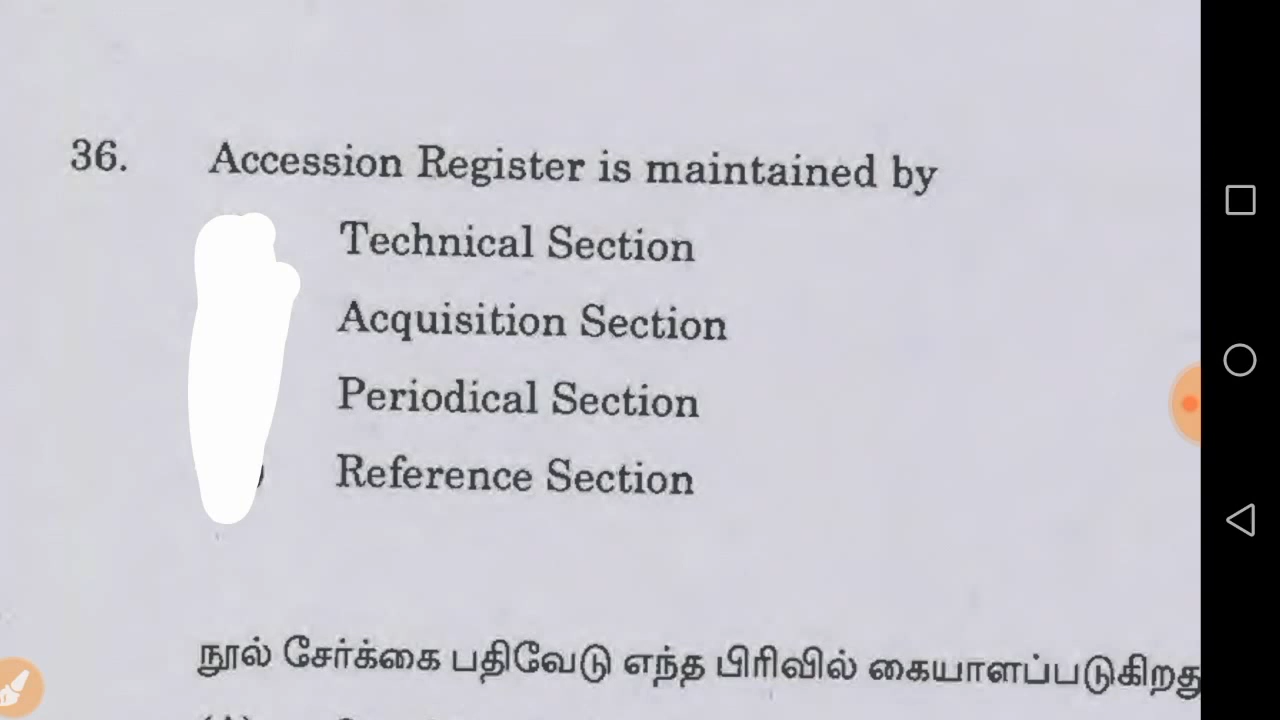 36. Accession Register is maintained by
Technical Section
Acquisition Section
Periodical Section
Reference Section
நூல் சேர்க்கை பதிவேடு எந்த பிரிவில் கையாளப்படுகிறது